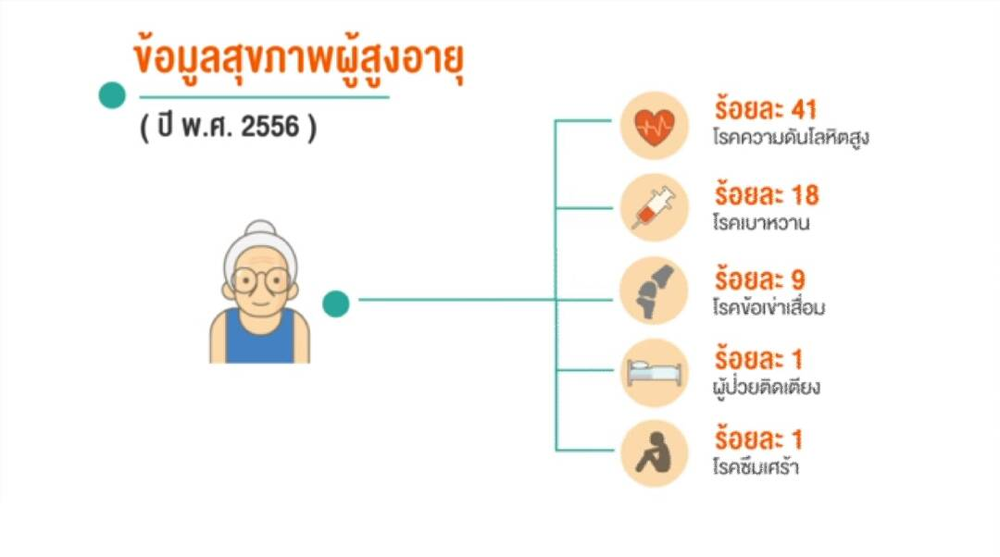 ข้อมูลสุขภาพผู้สูงอายุ
( ปี พ.ศ. 2556 )
ร้อยละ 41
โรคความดันโลหิตสูง
ร้อยละ 18
โรคเบาหวาน
ร้อยละ 9
โรคข้อเข่าเสื่อม
ร้อยละ 1
ผู้ป่วยติดเตียง
ร้อยละ 1
โรคซึมเศร้า